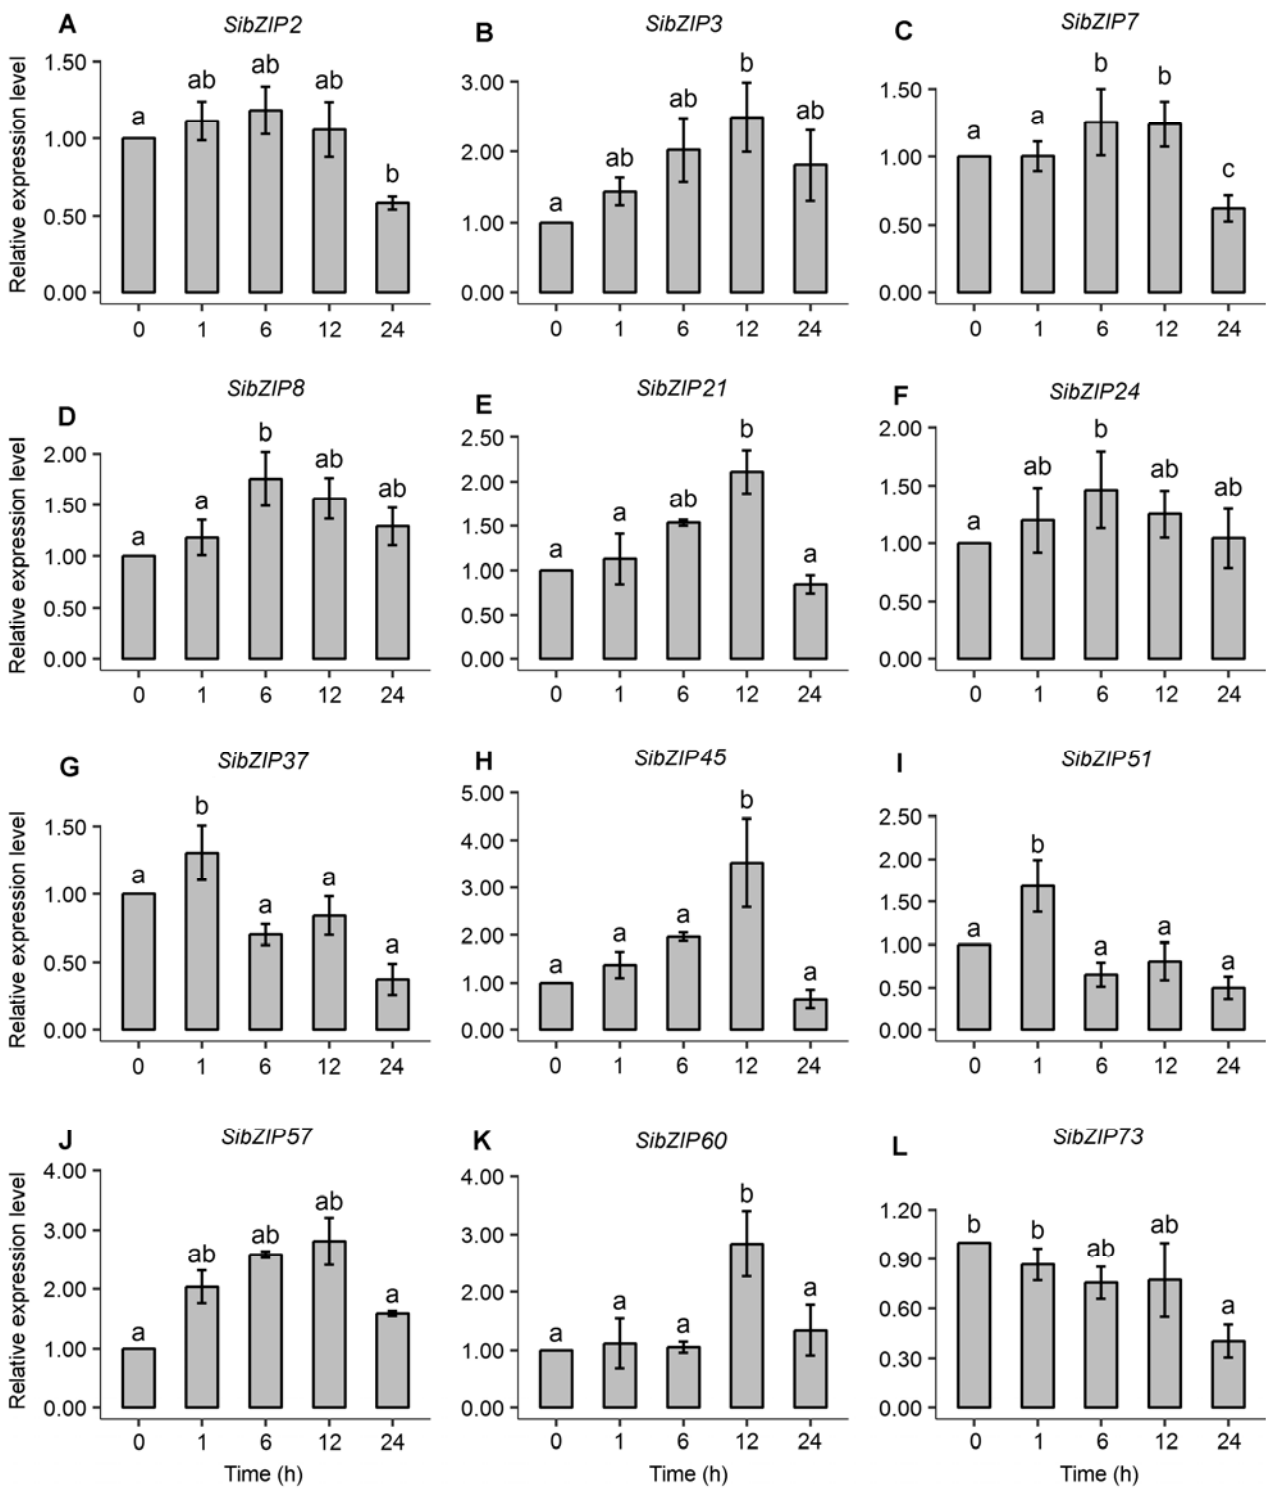 A SibZIP2
Relative expression level
1.50
1.00
0.50
0.00
a ab ab ab b
0 1 6 12 24
B SibZIP3
3.00
2.00
1.00
0.00
a ab ab b ab
0 1 6 12 24
C SibZIP7
1.50
1.00
0.50
0.00
a a b b c
0 1 6 12 24
D SibZIP8
Relative expression level
2.00
1.50
1.00
0.50
0.00
a a b ab ab
0 1 6 12 24
E SibZIP21
2.50
2.00
1.50
1.00
0.50
0.00
a a ab b a
0 1 6 12 24
F SibZIP24
2.00
1.50
1.00
0.50
0.00
a ab b ab ab
0 1 6 12 24
G SibZIP37
Relative expression level
1.50
1.00
0.50
0.00
a b a a a
0 1 6 12 24
H SibZIP45
5.00
4.00
3.00
2.00
1.00
0.00
a a a b a
0 1 6 12 24
I SibZIP51
2.50
2.00
1.50
1.00
0.50
0.00
a b a a a
0 1 6 12 24
J SibZIP57
Relative expression level
4.00
3.00
2.00
1.00
0.00
a ab ab ab a
0 1 6 12 24
Time (h)
K SibZIP60
4.00
3.00
2.00
1.00
0.00
a a a b a
0 1 6 12 24
Time (h)
L SibZIP73
1.20
0.90
0.60
0.30
0.00
b b ab ab a
0 1 6 12 24
Time (h)